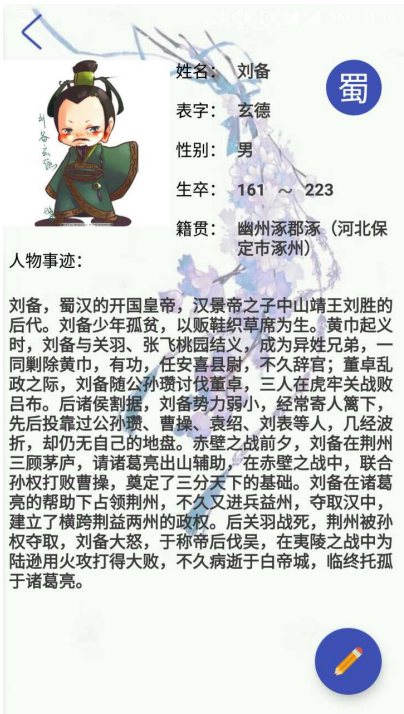 姓名： 刘备
蜀
表字： 玄德
性别： 男
生卒： 161 ～ 223
籍贯： 幽州涿郡涿（河北保
定市涿州）
人物事迹：
刘备，蜀汉的开国皇帝，汉景帝之子中山靖王刘胜的
后代。刘备少年孤贫，以贩鞋织草席为生。黄巾起义
时，刘备与关羽、张飞桃园结义，成为异姓兄弟，一
同剿除黄巾，有功，任安喜县尉，不久辞官；董卓乱
政之际，刘备随公孙瓒讨伐董卓，三人在虎牢关战败
吕布。后诸侯割据，刘备势力弱小，经常寄人篱下，
先后投靠过公孙瓒、曹操、袁绍、刘表等人，几经波
折，却仍无自己的地盘。赤壁之战前夕，刘备在荆州
三顾茅庐，请诸葛亮出山辅助，在赤壁之战中，联合
孙权打败曹操，奠定了三分天下的基础。刘备在诸葛
亮的帮助下占领荆州，不久又进兵益州，夺取汉中，
建立了横跨荆益两州的政权。后关羽战死，荆州被孙
权夺取，刘备大怒，于称帝后伐吴，在夷陵之战中为
陆逊用火攻打得大败，不久病逝于白帝城，临终托孤
于诸葛亮。